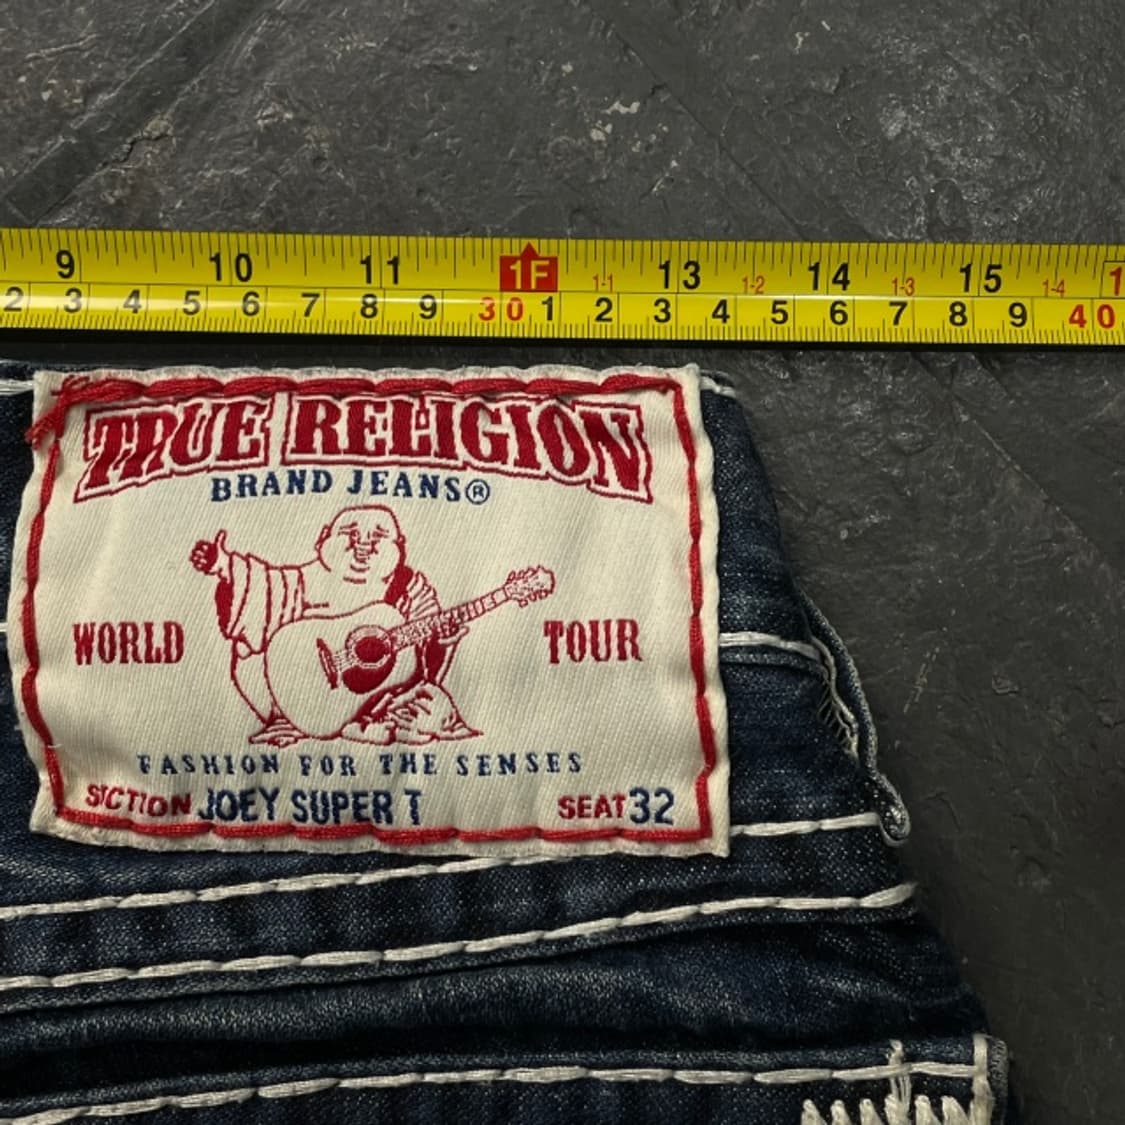 9 10 11 1F 1-1 13 1-2 14 1-3 15 1-4 1
2 3 4 5 6 7 8 9 30 1 2 3 4 5 6 7 8 9 40
TRUE RELIGION
BRAND JEANS®
WORLD TOUR
FASHION FOR THE SENSES
SECTION JOEY SUPER T SEAT 32